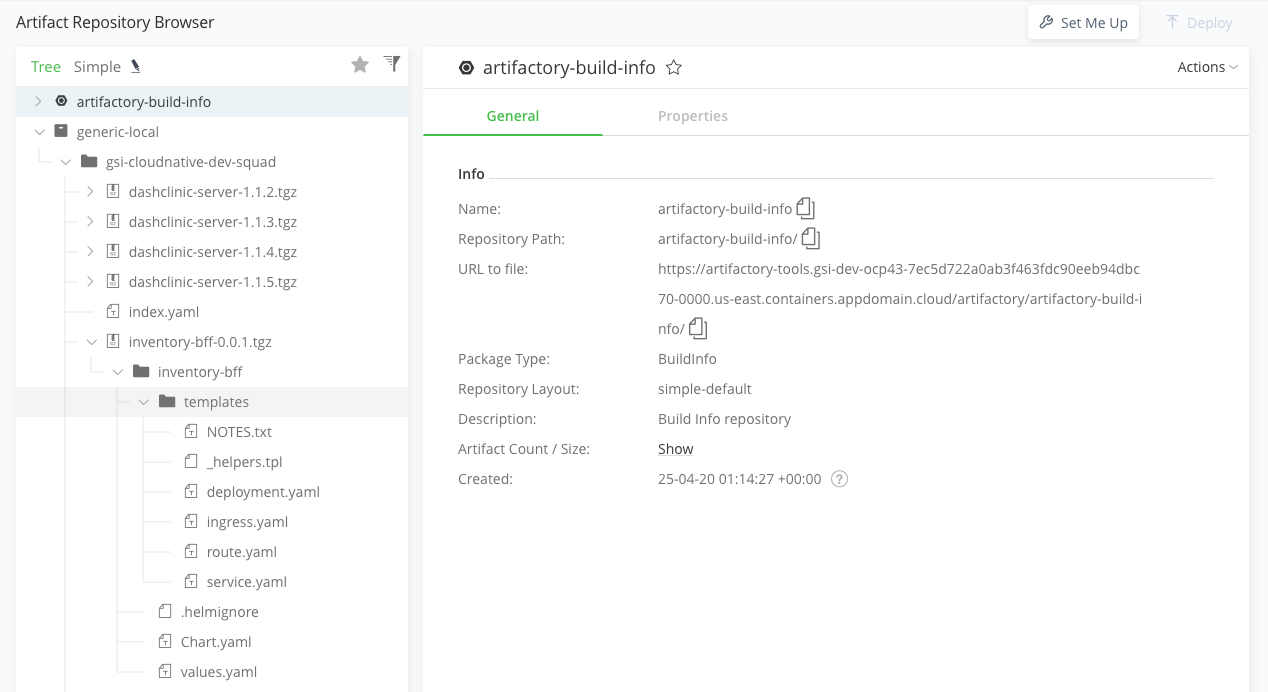 Artifact Repository Browser
Set Me Up
Deploy
Tree
Simple
artifactory-build-info
generic-local
gsi-cloudnative-dev-squad
dashclinic-server-1.1.2.tgz
dashclinic-server-1.1.3.tgz
dashclinic-server-1.1.4.tgz
dashclinic-server-1.1.5.tgz
index.yaml
inventory-bff-0.0.1.tgz
inventory-bff
templates
NOTES.txt
_helpers.tpl
deployment.yaml
ingress.yaml
route.yaml
service.yaml
.helmignore
Chart.yaml
values.yaml
artifactory-build-info
Actions
General
Properties
Info
Name: artifactory-build-info
Repository Path: artifactory-build-info/
URL to file: https://artifactory-tools.gsi-dev-ocp43-7ec5d722a0ab3f463fdc90eeb94dbc
70-0000.us-east.containers.appdomain.cloud/artifactory/artifactory-build-i
nfo/
Package Type: BuildInfo
Repository Layout: simple-default
Description: Build Info repository
Artifact Count / Size: Show
Created: 25-04-20 01:14:27 +00:00 ?